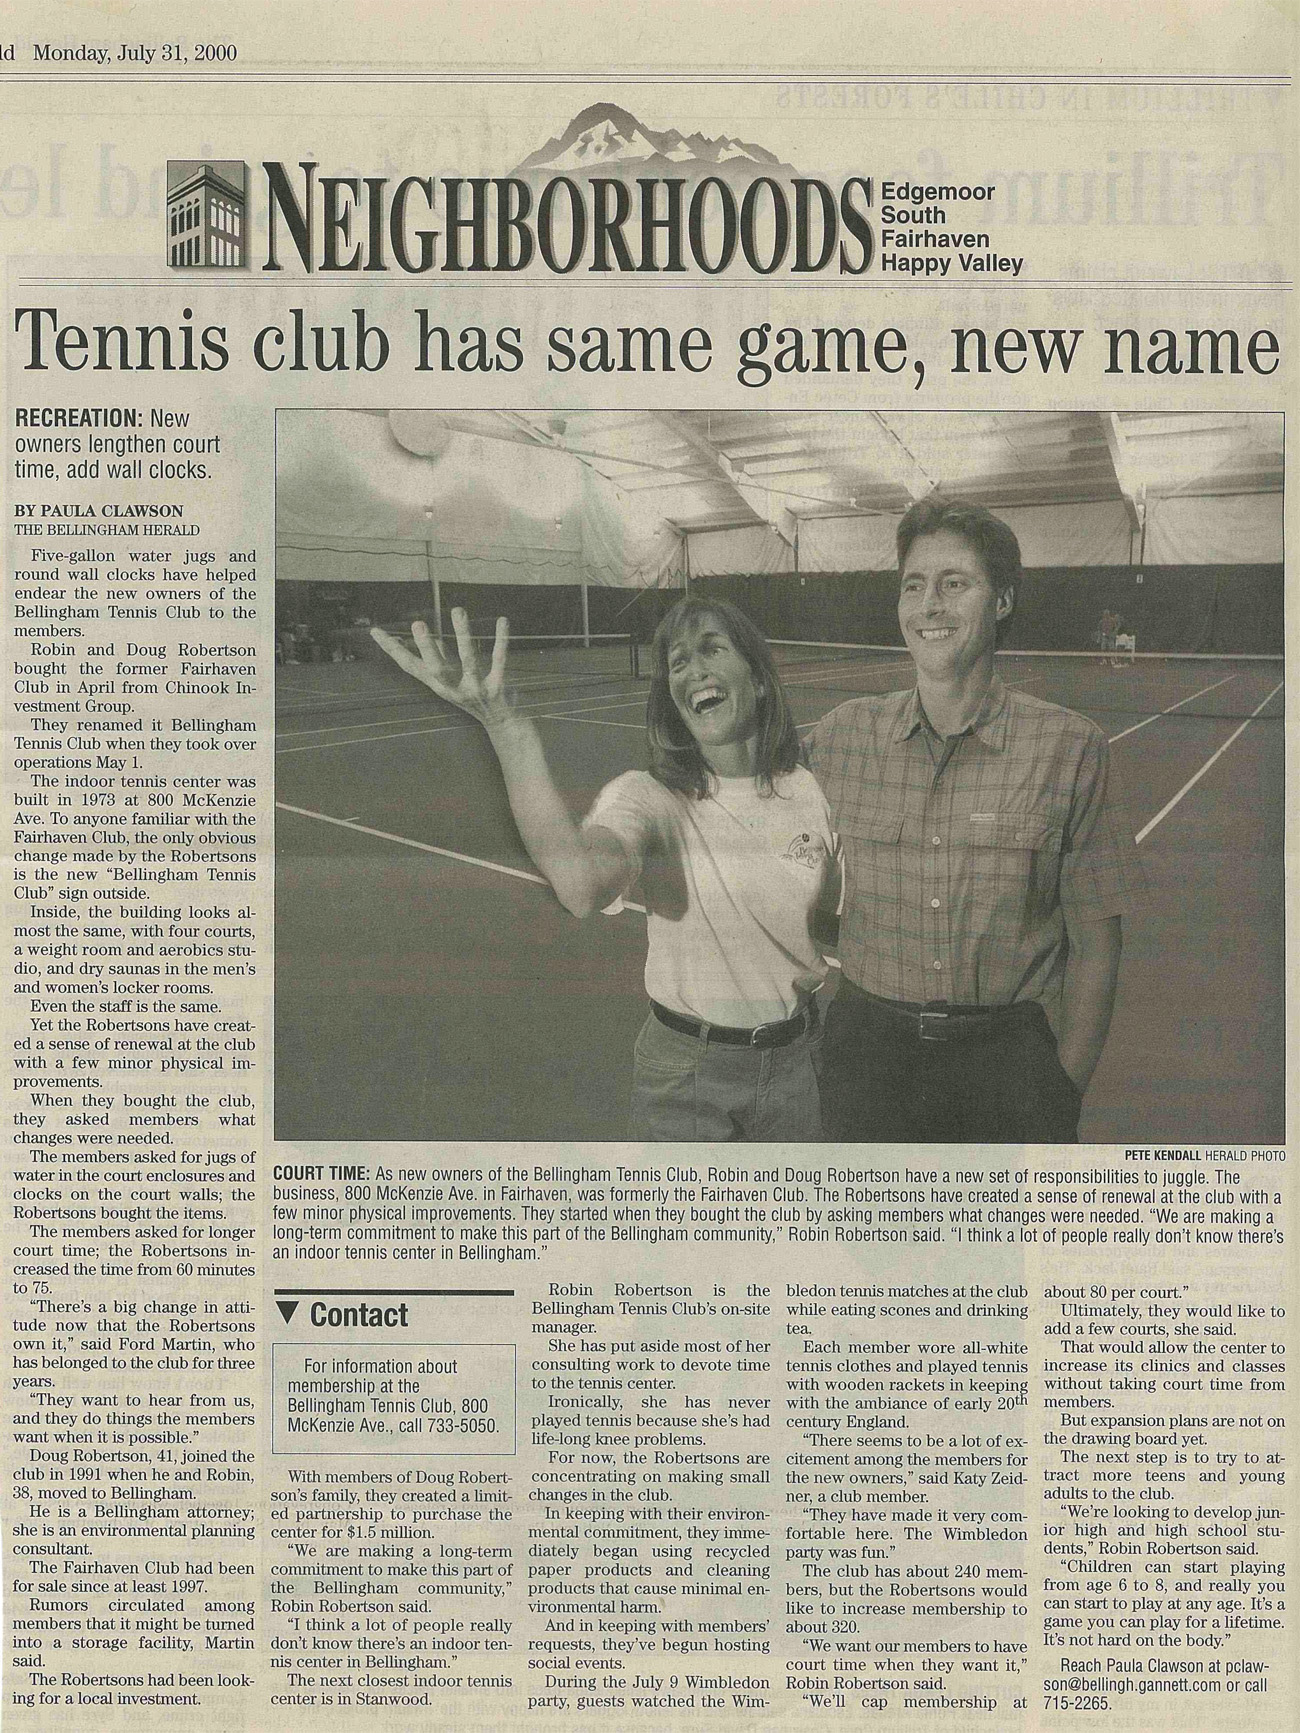 ld Monday, July 31, 2000
NEIGHBORHOODS
Edgemoor
South
Fairhaven
Happy Valley
Tennis club has same game, new name
RECREATION: New
owners lengthen court
time, add wall clocks.
BY PAULA CLAWSON
THE BELLINGHAM HERALD
Five-gallon water jugs and
round wall clocks have helped
endear the new owners of the
Bellingham Tennis Club to the
members.
Robin and Doug Robertson
bought the former Fairhaven
Club in April from Chinook In-
vestment Group.
They renamed it Bellingham
Tennis Club when they took over
operations May 1.
The indoor tennis center was
built in 1973 at 800 McKenzie
Ave. To anyone familiar with the
Fairhaven Club, the only obvious
change made by the Robertsons
is the new “Bellingham Tennis
Club” sign outside.
Inside, the building looks al-
most the same, with four courts,
a weight room and aerobics stu-
dio, and dry saunas in the men’s
and women’s locker rooms.
Even the staff is the same.
Yet the Robertsons have creat-
ed a sense of renewal at the club
with a few minor physical im-
provements.
When they bought the club,
they asked members what
changes were needed.
The members asked for jugs of
water in the court enclosures and
clocks on the court walls; the
Robertsons bought the items.
The members asked for longer
court time; the Robertsons in-
creased the time from 60 minutes
to 75.
“There’s a big change in atti-
tude now that the Robertsons
own it,” said Ford Martin, who
has belonged to the club for three
years.
“They want to hear from us,
and they do things the members
want when it is possible.”
Doug Robertson, 41, joined the
club in 1991 when he and Robin,
38, moved to Bellingham.
He is a Bellingham attorney;
she is an environmental planning
consultant.
The Fairhaven Club had been
for sale since at least 1997.
Rumors circulated among
members that it might be turned
into a storage facility, Martin
said.
The Robertsons had been look-
ing for a local investment.
PETE KENDALL HERALD PHOTO
COURT TIME: As new owners of the Bellingham Tennis Club, Robin and Doug Robertson have a new set of responsibilities to juggle. The
business, 800 McKenzie Ave. in Fairhaven, was formerly the Fairhaven Club. The Robertsons have created a sense of renewal at the club with a
few minor physical improvements. They started when they bought the club by asking members what changes were needed. “We are making a
long-term commitment to make this part of the Bellingham community,” Robin Robertson said. “I think a lot of people really don’t know there’s
an indoor tennis center in Bellingham.”
▼ Contact
For information about
membership at the
Bellingham Tennis Club, 800
McKenzie Ave., call 733-5050.
With members of Doug Robert-
son’s family, they created a limit-
ed partnership to purchase the
center for $1.5 million.
“We are making a long-term
commitment to make this part of
the Bellingham community,”
Robin Robertson said.
“I think a lot of people really
don’t know there’s an indoor ten-
nis center in Bellingham.”
The next closest indoor tennis
center is in Stanwood.
Robin Robertson is the
Bellingham Tennis Club’s on-site
manager.
She has put aside most of her
consulting work to devote time
to the tennis center.
Ironically, she has never
played tennis because she’s had
life-long knee problems.
For now, the Robertsons are
concentrating on making small
changes in the club.
In keeping with their environ-
mental commitment, they imme-
diately began using recycled
paper products and cleaning
products that cause minimal en-
vironmental harm.
And in keeping with members’
requests, they’ve begun hosting
social events.
During the July 9 Wimbledon
party, guests watched the Wim-
bledon tennis matches at the club
while eating scones and drinking
tea.
Each member wore all-white
tennis clothes and played tennis
with wooden rackets in keeping
with the ambiance of early 20th
century England.
“There seems to be a lot of ex-
citement among the members for
the new owners,” said Katy Zeid-
ner, a club member.
“They have made it very com-
fortable here. The Wimbledon
party was fun.”
The club has about 240 mem-
bers, but the Robertsons would
like to increase membership to
about 320.
“We want our members to have
court time when they want it,”
Robin Robertson said.
“We’ll cap membership at
about 80 per court.”
Ultimately, they would like to
add a few courts, she said.
That would allow the center to
increase its clinics and classes
without taking court time from
members.
But expansion plans are not on
the drawing board yet.
The next step is to try to at-
tract more teens and young
adults to the club.
“We’re looking to develop jun-
ior high and high school stu-
dents,” Robin Robertson said.
“Children can start playing
from age 6 to 8, and really you
can start to play at any age. It’s a
game you can play for a lifetime.
It’s not hard on the body.”
Reach Paula Clawson at pclaw-
son@bellingh.gannett.com or call
715-2265.